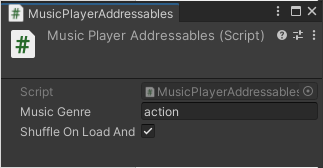 MusicPlayerAddressables
Music Player Addressables (Script)
Script
MusicPlayerAddressables
Music Genre
action
Shuffle On Load And